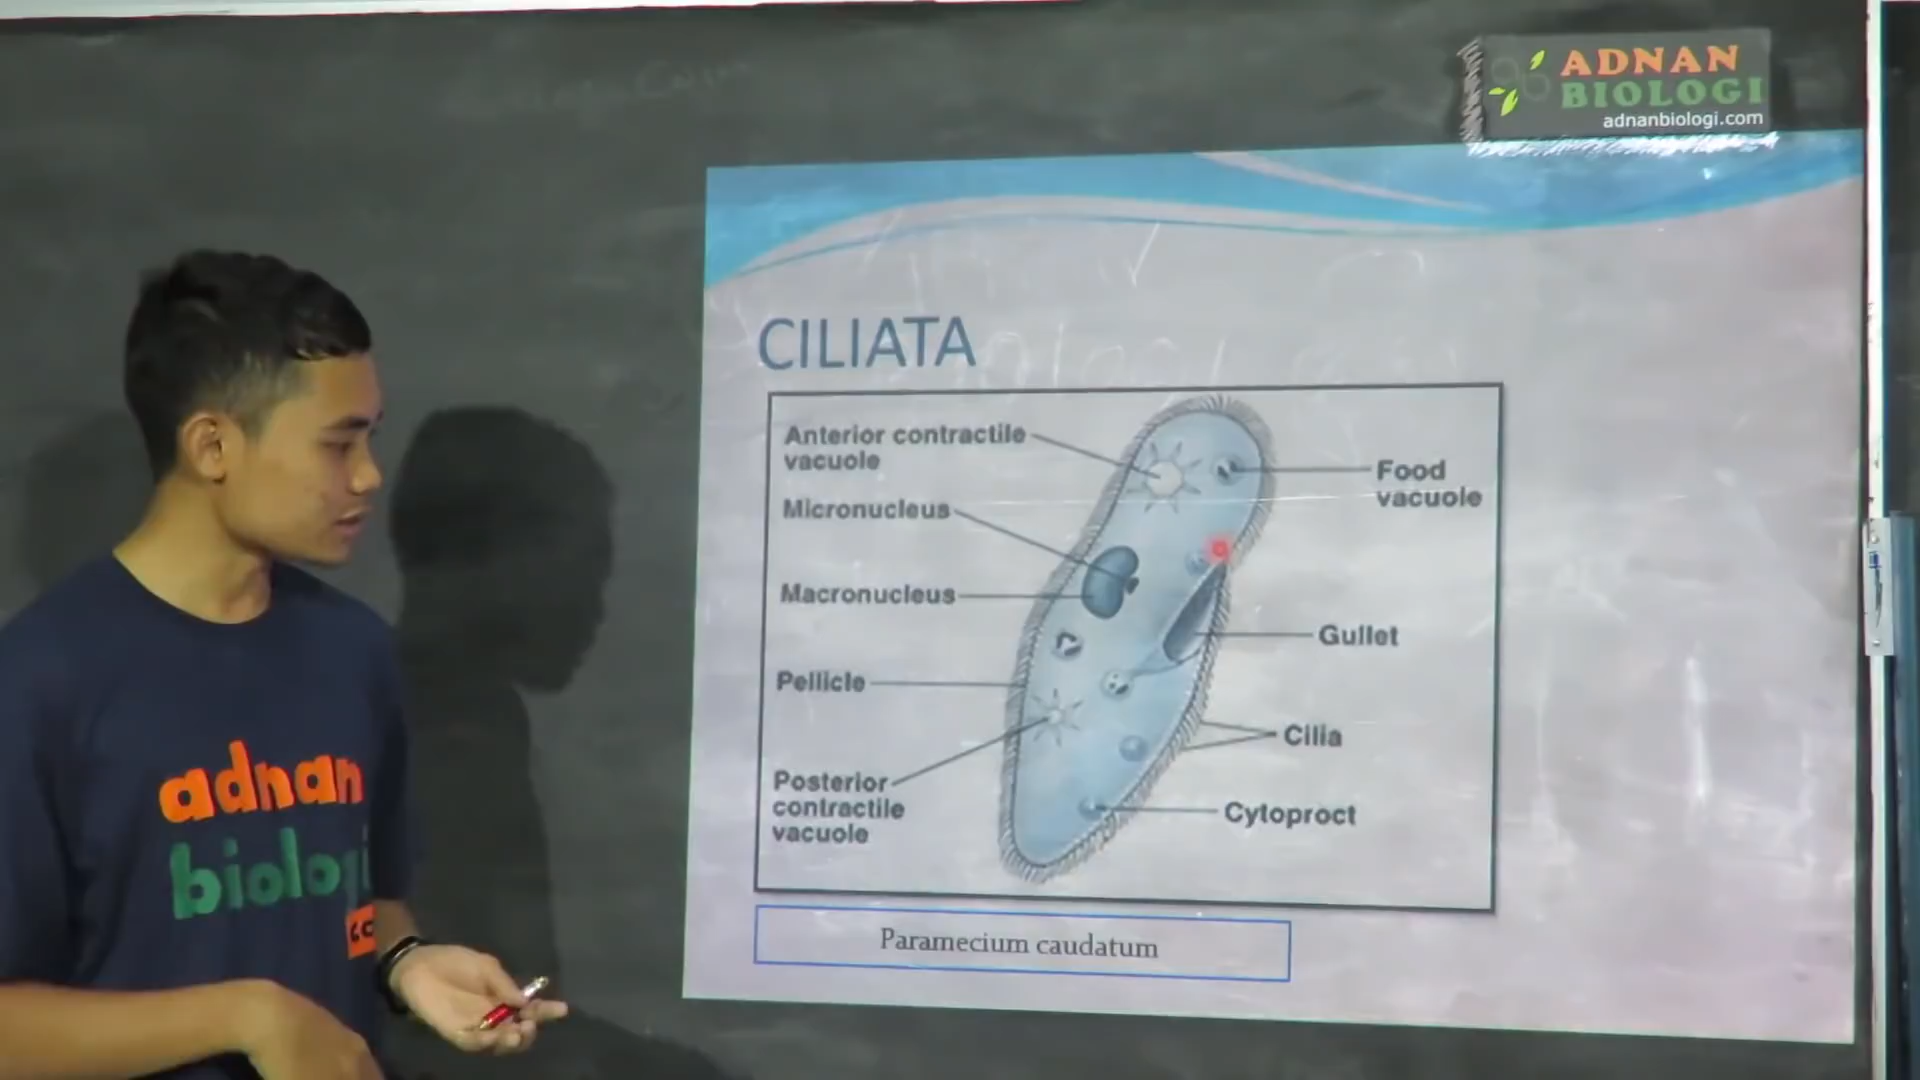 ADNAN
BIOLOGI
adnanbiologi.com
CILIATA
Anterior contractile
vacuole
Micronucleus
Macronucleus
Pellicle
Posterior
contractile
vacuole
Food
vacuole
Gullet
Cilia
Cytoproct
Paramecium caudatum
adnan
biologi